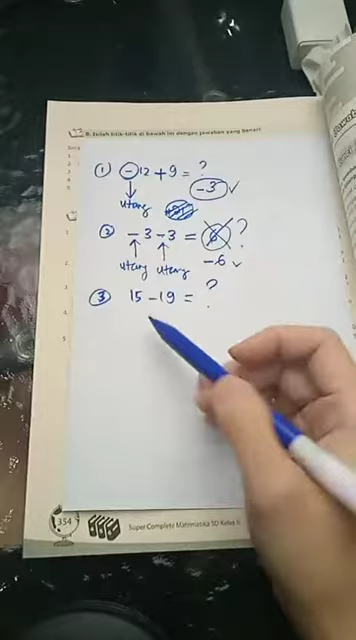 B. Isilah titik-titik di bawah ini dengan jawaban yang benar!
① -12 + 9 = ?
-3 ✓
utang
② -3 -3 = 6 ?
utang utang
-6 ✓
③ 15 - 19 = ?
354
Super Complete Matematika SD Kelas